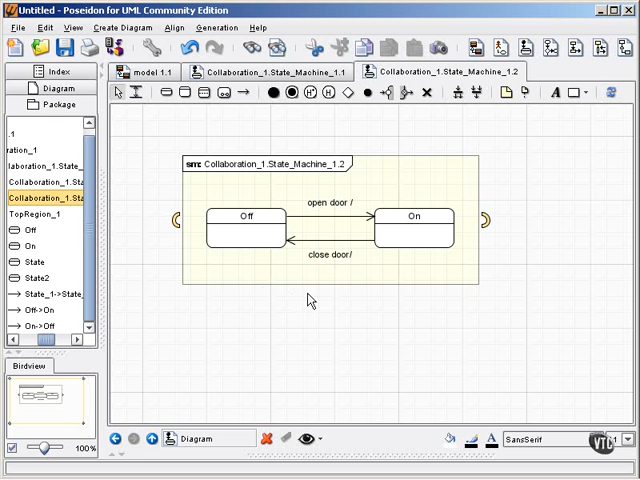 Untitled - Poseidon for UML Community Edition
File Edit View Create Diagram Align Generation Help
Index
Diagram
Package
model 1.1
Collaboration_1.State_Machine_1.1
Collaboration_1.State_Machine_1.2
.1
ration_1
laboration_1.State_
Collaboration_1.Sta
Collaboration_1.Sta
TopRegion_1
Off
On
State
State2
State_1->State_
Off->On
On->Off
sm: Collaboration_1.State_Machine_1.2
open door /
Off
On
close door/
Birdview
100%
Diagram
A
SansSerif
VTC